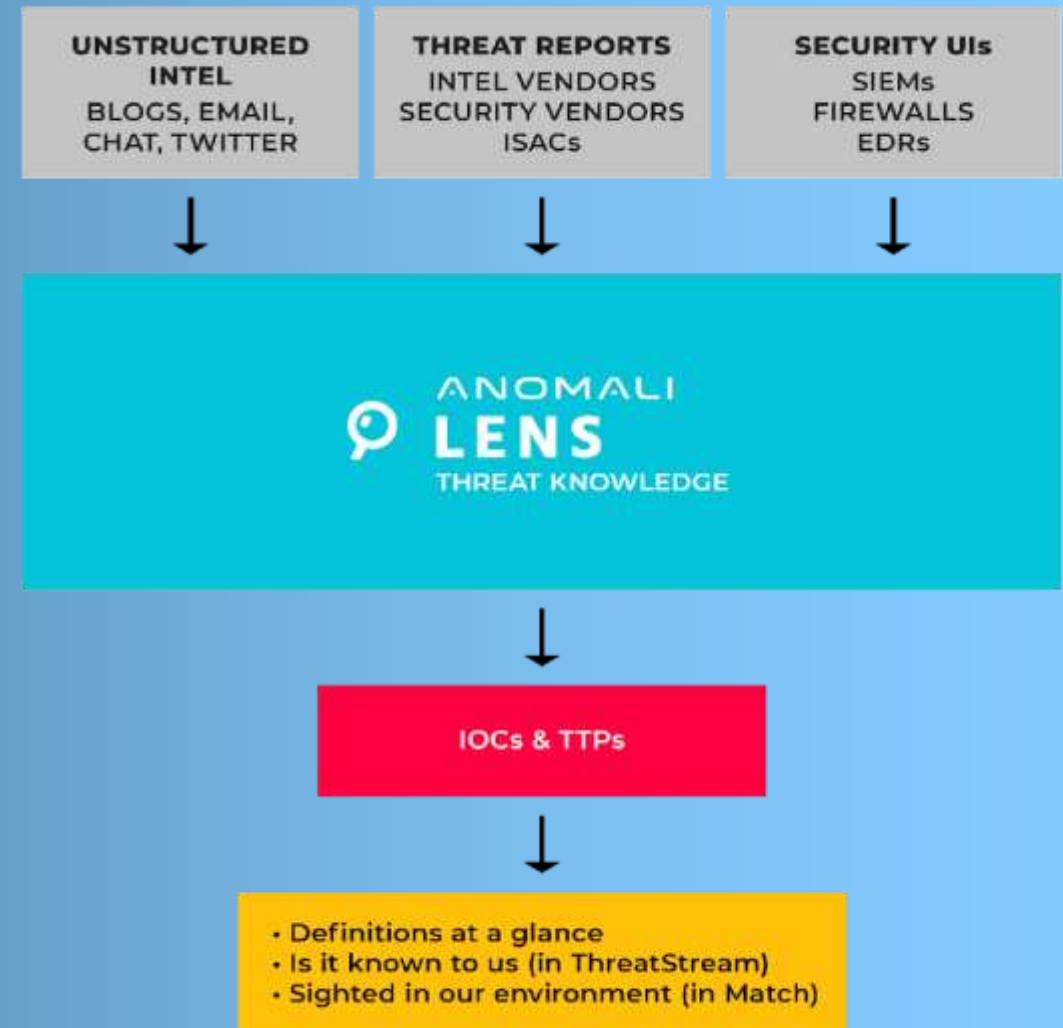 UNSTRUCTURED
INTEL
BLOGS, EMAIL,
CHAT, TWITTER
THREAT REPORTS
INTEL VENDORS
SECURITY VENDORS
ISACs
SECURITY UIs
SIEMs
FIREWALLS
EDRs
ANOMALI
LENS
THREAT KNOWLEDGE
IOCs & TTPs
• Definitions at a glance
• Is it known to us (in ThreatStream)
• Sighted in our environment (in Match)